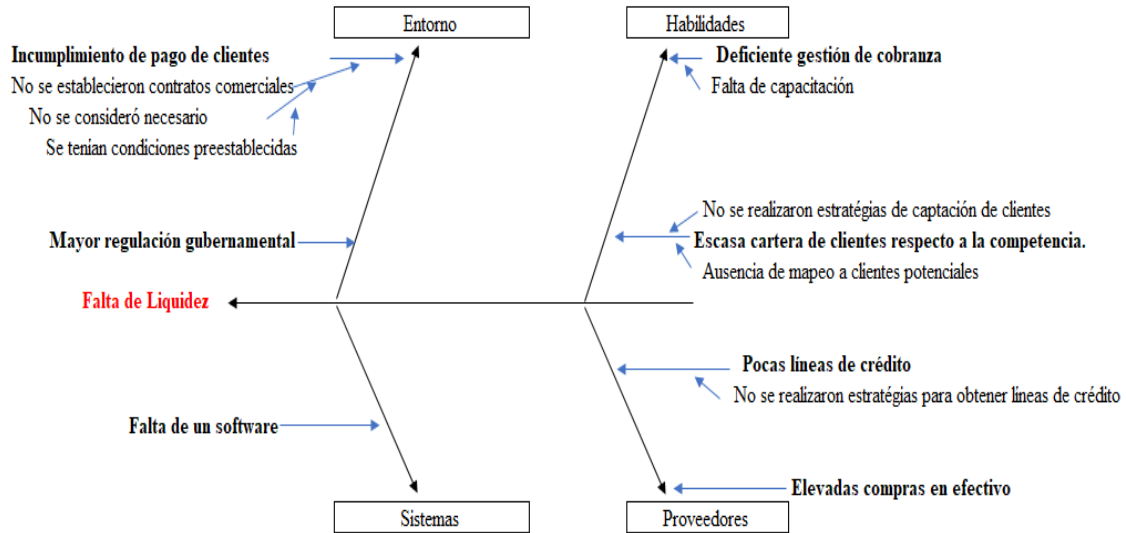 Entorno
Habilidades
Incumplimiento de pago de clientes
No se establecieron contratos comerciales
No se consideró necesario
Se tenían condiciones preestablecidas
Deficiente gestión de cobranza
Falta de capacitación
Mayor regulación gubernamental
No se realizaron estratégias de captación de clientes
Escasa cartera de clientes respecto a la competencia.
Ausencia de mapeo a clientes potenciales
Falta de Liquidez
Falta de un software
Pocas líneas de crédito
No se realizaron estratégias para obtener lineas de crédito
Elevadas compras en efectivo
Sistemas
Proveedores